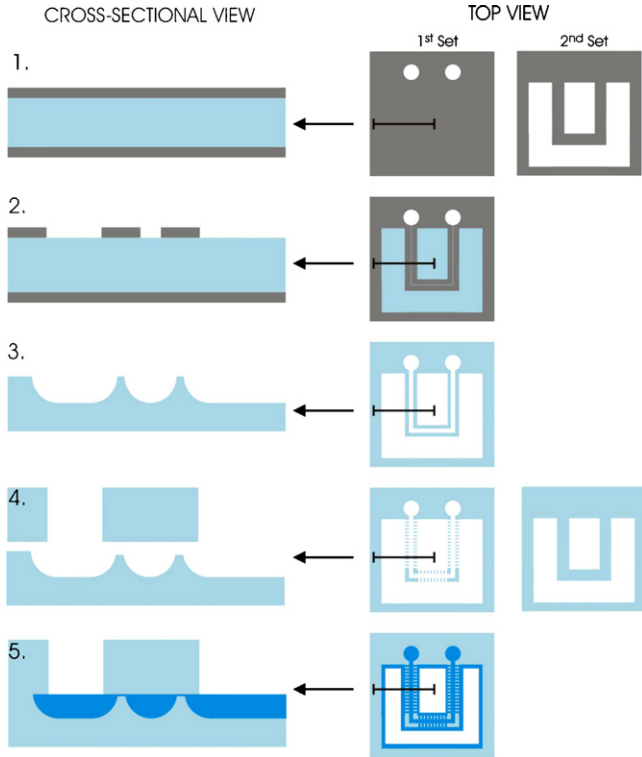 CROSS-SECTIONAL VIEW
TOP VIEW
1st Set
2nd Set
1.
2.
3.
4.
5.